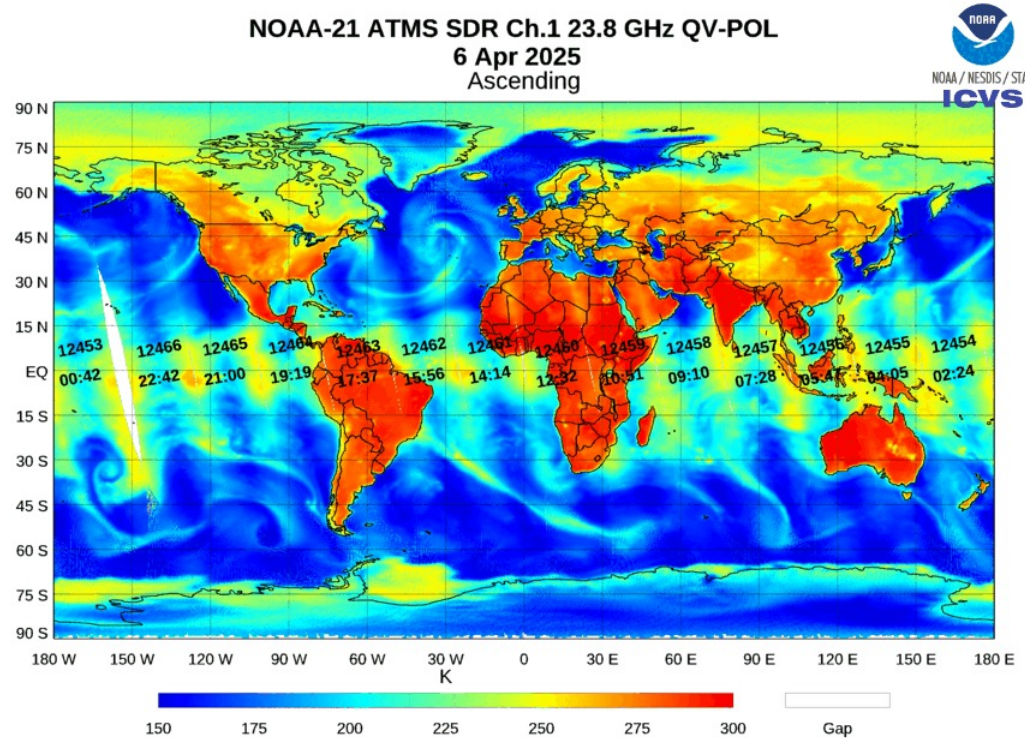 NOAA-21 ATMS SDR Ch.1 23.8 GHz QV-POL
6 Apr 2025
Ascending
NOAA
NOAA / NESDIS / STA
ICVS
90 N
75 N
60 N
45 N
30 N
15 N
EQ
15 S
30 S
45 S
60 S
75 S
90 S
12453 12466 12465 12464 12463 12462 12461 12460 12459 12458 12457 12456 12455 12454
00:42 22:42 21:00 19:19 17:37 15:56 14:14 12:32 10:51 09:10 07:28 05:47 04:05 02:24
180 W 150 W 120 W 90 W 60 W 30 W 0 30 E 60 E 90 E 120 E 150 E 180 E
K
150 175 200 225 250 275 300 Gap